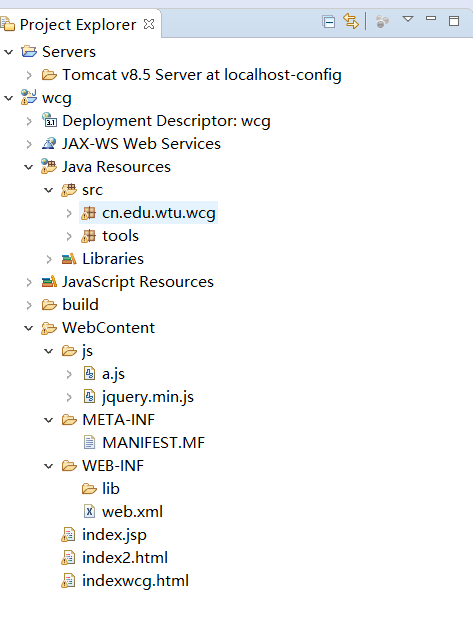 Project Explorer
Servers
Tomcat v8.5 Server at localhost-config
wcg
3.1 Deployment Descriptor: wcg
JAX-WS Web Services
Java Resources
src
cn.edu.wtu.wcg
tools
Libraries
JavaScript Resources
build
WebContent
js
a.js
jquery.min.js
META-INF
MANIFEST.MF
WEB-INF
lib
web.xml
index.jsp
index2.html
indexwcg.html